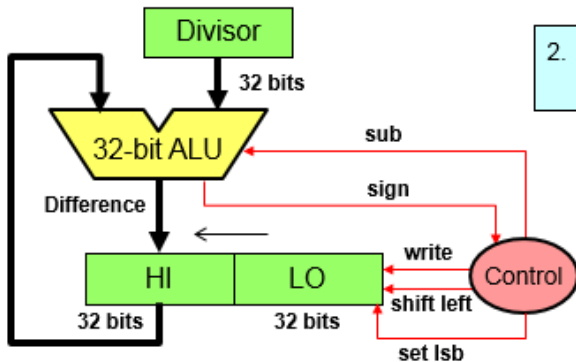 Divisor
2.
32 bits
32-bit ALU
sub
sign
Difference
HI
LO
write
Control
shift left
32 bits
32 bits
set lsb